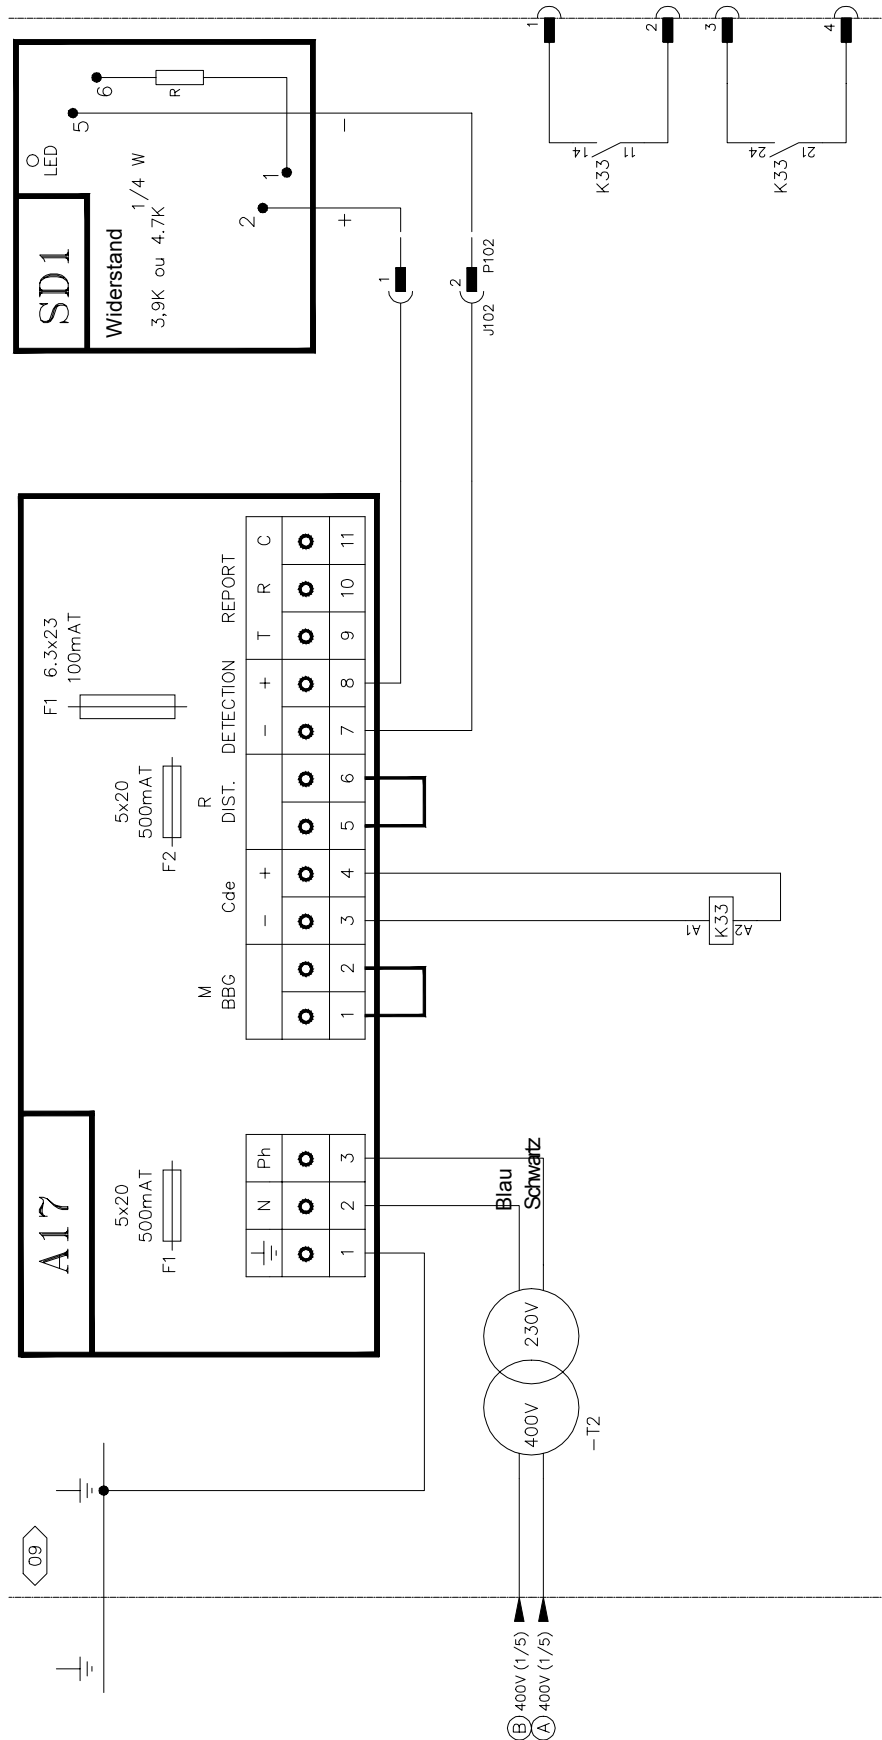 09
B 400V (1/5)
A 400V (1/5)
400V
230V
-T2
Blau
Schwartz
A17
F1
5x20
500mAT
N
Ph
1
2
3
M
BBG
Cde
R
DIST.
DETECTION
REPORT
F2
5x20
500mAT
F1
6.3x23
100mAT
-
+
-
+
T
R
C
1
2
3
4
5
6
7
8
9
10
11
A1
K33
A2
SD1
LED
Widerstand
3,9K ou 4.7K
1/4 W
5
6
R
2
1
+
-
1
2
J102
P102
1
2
3
4
14
11
K33
24
21
K33